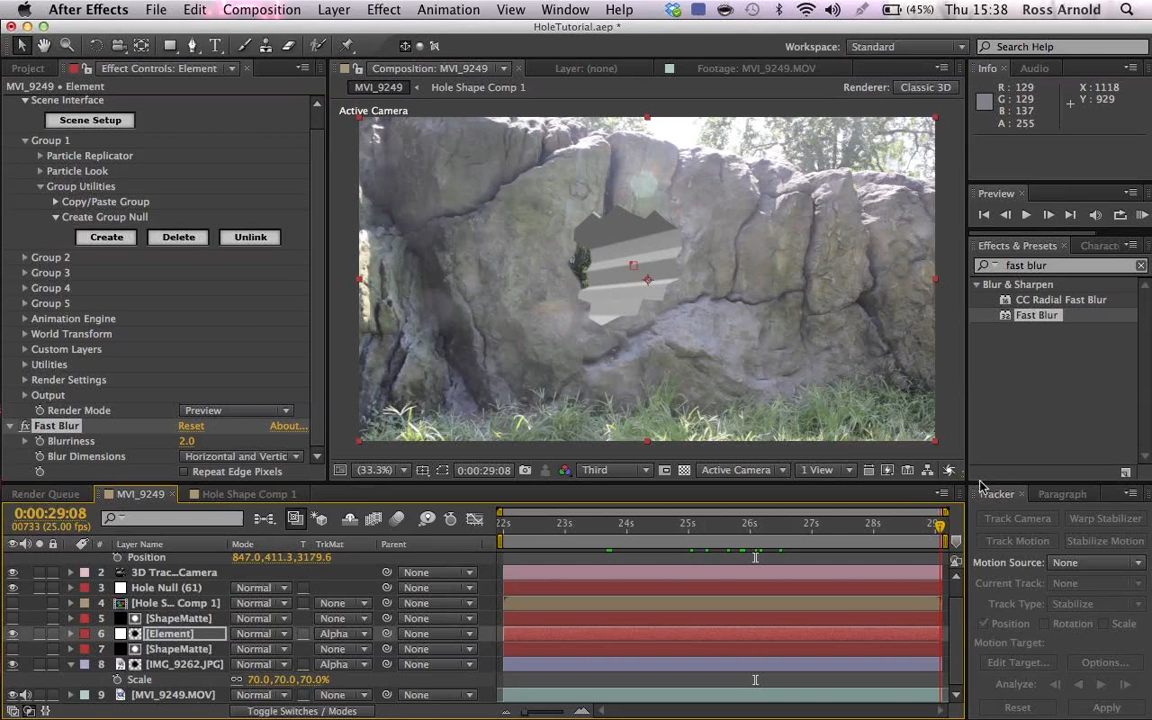 After Effects File Edit Composition Layer Effect Animation View Window Help (45%) Thu 15:38 Ross Arnold
HoleTutorial.aep *
Workspace: Standard Search Help
Project Effect Controls: Element Composition: MVI_9249 Layer: (none) Footage: MVI_9249.MOV Info Audio
MVI_9249 • Element
MVI_9249 Hole Shape Comp 1 Renderer: Classic 3D
Active Camera
R: 129 X: 1118
G: 129 Y: 929
B: 137
A: 255
Scene Interface
Scene Setup
Group 1
Particle Replicator
Particle Look
Group Utilities
Copy/Paste Group
Create Group Null
Create Delete Unlink
Group 2
Group 3
Group 4
Group 5
Animation Engine
World Transform
Custom Layers
Utilities
Render Settings
Output
Render Mode Preview
fx Fast Blur Reset About...
Blurriness 2.0
Blur Dimensions Horizontal and Vertic
Repeat Edge Pixels
Preview
Effects & Presets Charact
fast blur
Blur & Sharpen
CC Radial Fast Blur
Fast Blur
(33.3%) 0:00:29:08 Third Active Camera 1 View
Render Queue MVI_9249 Hole Shape Comp 1
0:00:29:08
00733 (25.00 fps)
22s 23s 24s 25s 26s 27s 28s 29
# Layer Name Mode T TrkMat Parent
Position 847.0,411.3,3179.6
2 3D Trac...Camera None
3 Hole Null (61) Normal None
4 [Hole S... Comp 1] Normal None None
5 [ShapeMatte] Normal None None
6 [Element] Normal Alpha None
7 [ShapeMatte] Normal None None
8 [IMG_9262.JPG] Normal Alpha None
Scale 70.0,70.0,70.0%
9 [MVI_9249.MOV] Normal None None
Toggle Switches / Modes
Tracker Paragraph
Track Camera Warp Stabilizer
Track Motion Stabilize Motion
Motion Source: None
Current Track: None
Track Type: Stabilize
Position Rotation Scale
Motion Target:
Edit Target... Options...
Analyze:
Reset Apply